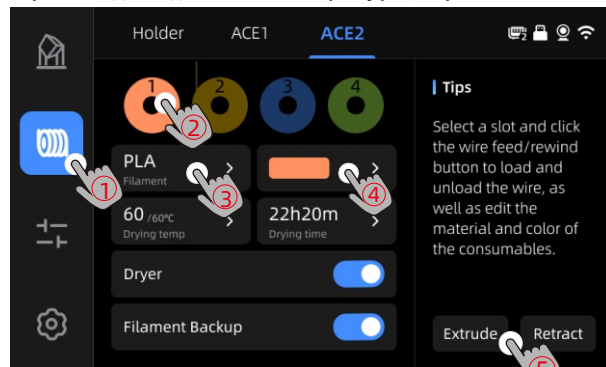 Holder ACE1 ACE2
2
1 2 3 4
②
PLA
Filament
③
④
①
60 /60℃
Drying temp
22h20m
Drying time
Dryer
Filament Backup
Tips
Select a slot and click
the wire feed/rewind
button to load and
unload the wire, as
well as edit the
material and color of
the consumables.
Extrude Retract
⑤